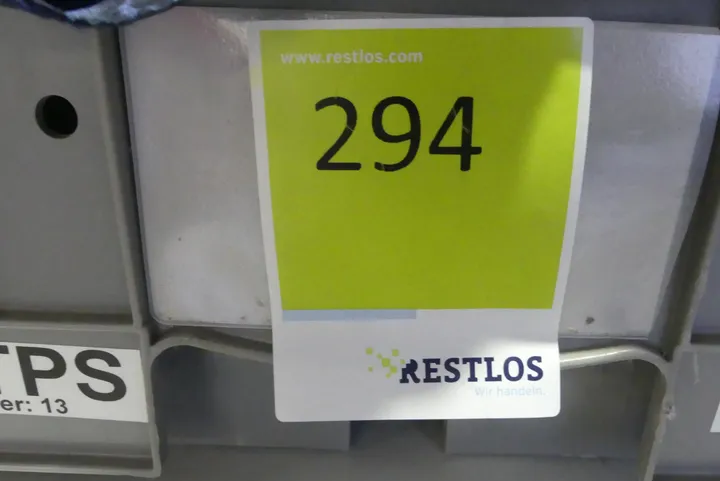 www.restlos.com
294
RESTLOS
Wir handeln.
TPS
er: 13